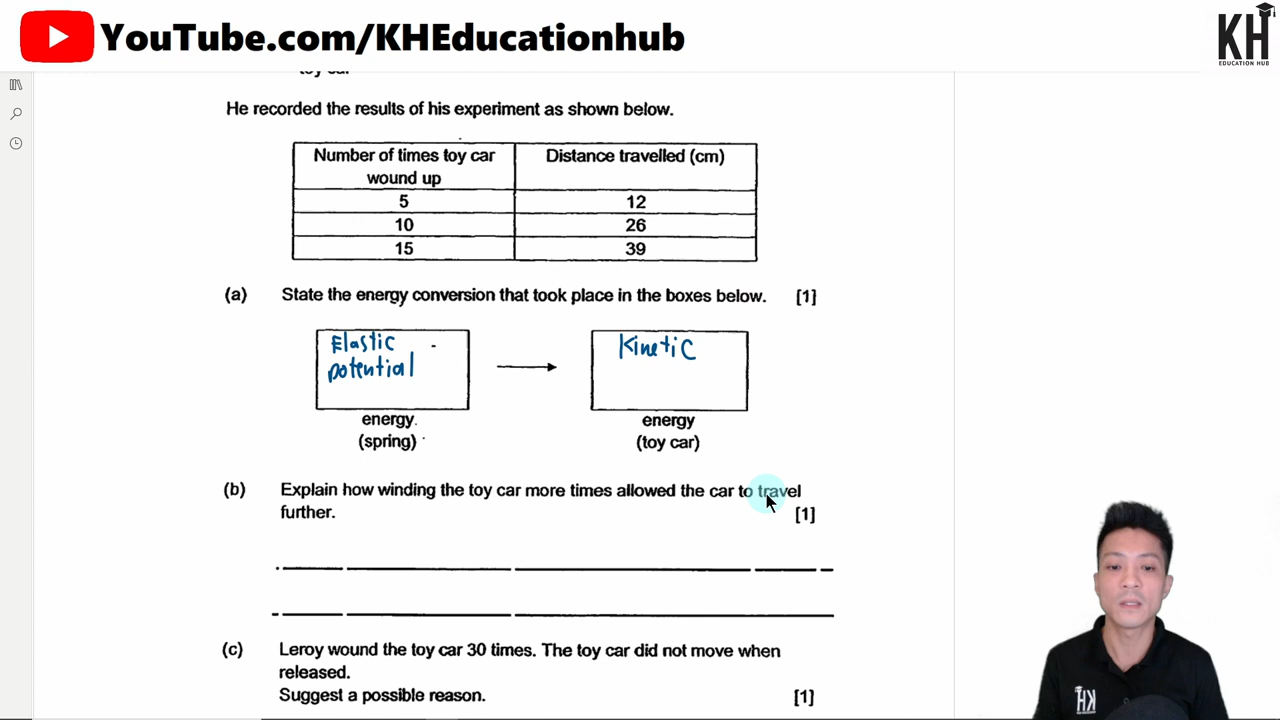 YouTube.com/KHEducationhub
KH
EDUCATION HUB
toy car
He recorded the results of his experiment as shown below.
Number of times toy car wound up
Distance travelled (cm)
5 12
10 26
15 39
(a) State the energy conversion that took place in the boxes below. [1]
Elastic
potential
Kinetic
energy energy
(spring) (toy car)
(b) Explain how winding the toy car more times allowed the car to travel
further. [1]
(c) Leroy wound the toy car 30 times. The toy car did not move when
released.
Suggest a possible reason. [1]
KH